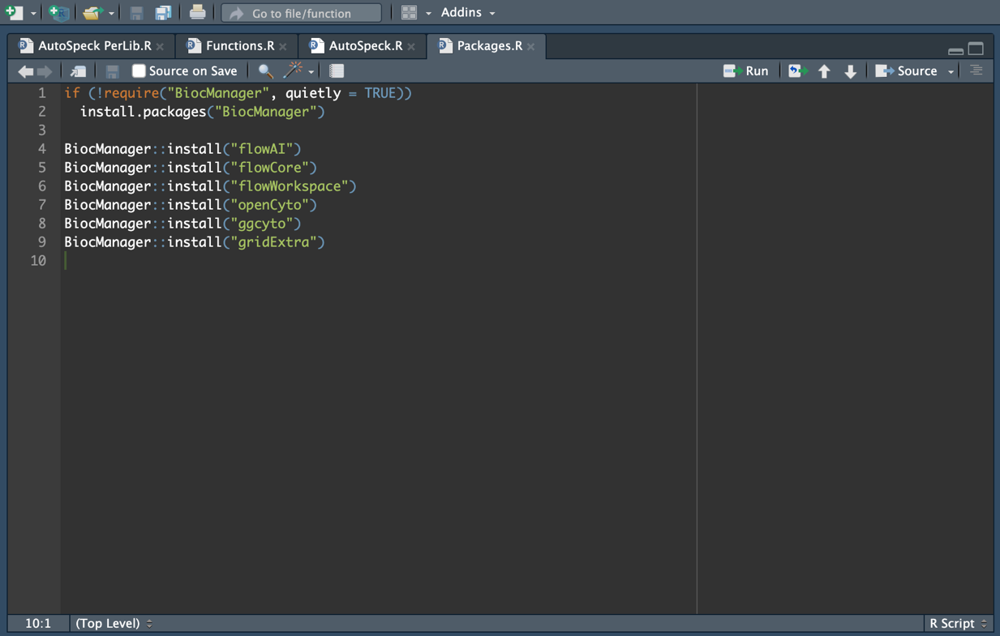 Go to file/function Addins
AutoSpeck PerLib.R Functions.R AutoSpeck.R Packages.R
Source on Save Run Source
1 if (!require("BiocManager", quietly = TRUE))
2 install.packages("BiocManager")
3
4 BiocManager::install("flowAI")
5 BiocManager::install("flowCore")
6 BiocManager::install("flowWorkspace")
7 BiocManager::install("openCyto")
8 BiocManager::install("ggcyto")
9 BiocManager::install("gridExtra")
10
10:1 (Top Level) R Script